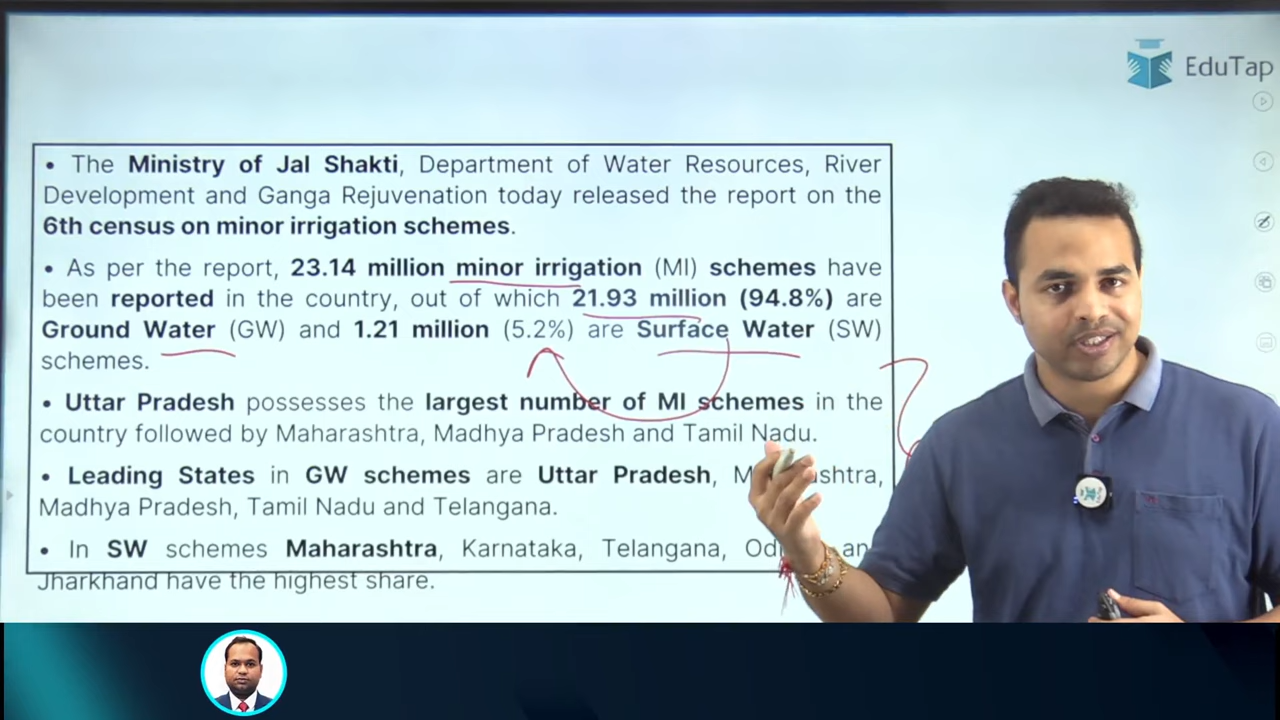 EduTap
• The Ministry of Jal Shakti, Department of Water Resources, River
Development and Ganga Rejuvenation today released the report on the
6th census on minor irrigation schemes.
• As per the report, 23.14 million minor irrigation (MI) schemes have
been reported in the country, out of which 21.93 million (94.8%) are
Ground Water (GW) and 1.21 million (5.2%) are Surface Water (SW)
schemes.
• Uttar Pradesh possesses the largest number of MI schemes in the
country followed by Maharashtra, Madhya Pradesh and Tamil Nadu.
• Leading States in GW schemes are Uttar Pradesh,
Madhya Pradesh, Tamil Nadu and Telangana.
• In SW schemes Maharashtra, Karnataka, Telangana,
Jharkhand have the highest share.